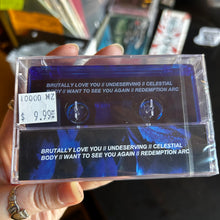 BRUTALLY LOVE YOU // UNDESERVING // CELESTIAL
BODY // WANT TO SEE YOU AGAIN // REDEMPTION ARC
10000 MZ
$ 9.99
BRUTALLY LOVE YOU // UNDESERVING // CELESTIAL
BODY // WANT TO SEE YOU AGAIN // REDEMPTION ARC